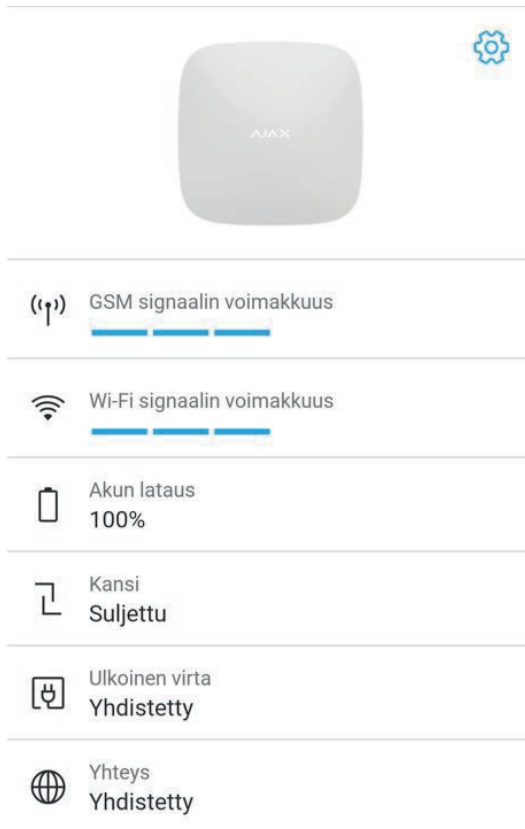 AJAX
GSM signaalin voimakkuus
Wi-Fi signaalin voimakkuus
Akun lataus
100%
Kansi
Suljettu
Ulkoinen virta
Yhdistetty
Yhteys
Yhdistetty